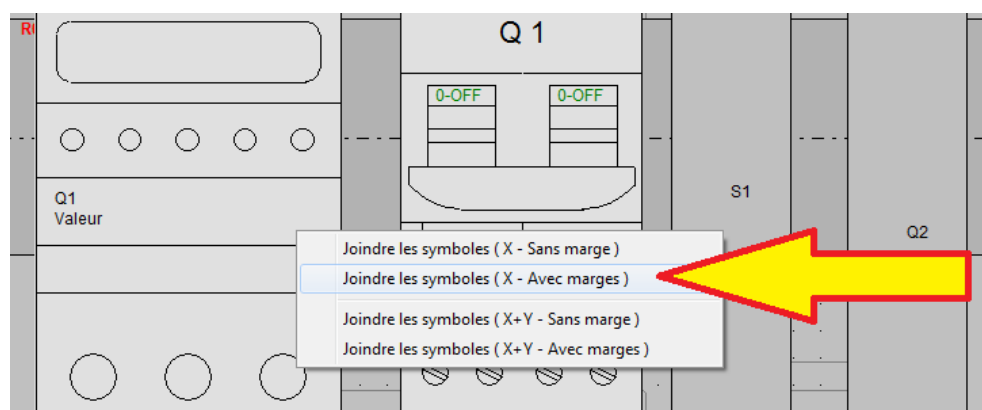 Q 1
0-OFF 0-OFF
S1
Q1
Valeur
Q2
Joindre les symboles ( X - Sans marge )
Joindre les symboles ( X - Avec marges )
Joindre les symboles ( X+Y - Sans marge )
Joindre les symboles ( X+Y - Avec marges )